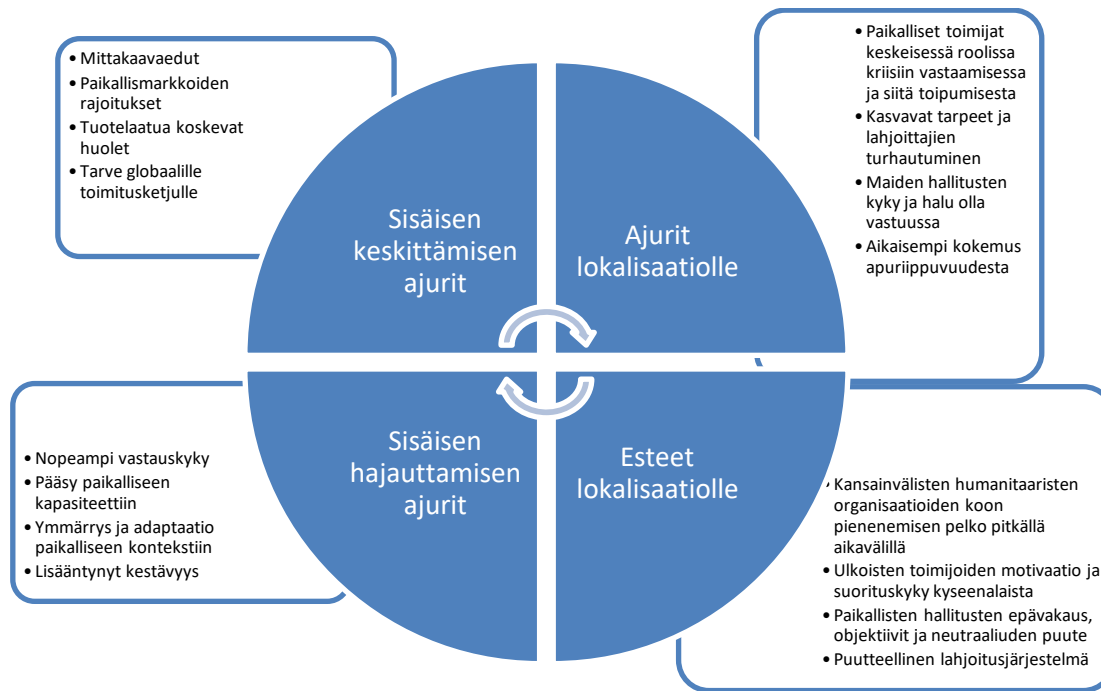 • Mittakaavaedut
• Paikallismarkkoiden
rajoitukset
• Tuotelaatua koskevat
huolet
• Tarve globaalille
toimitusketjulle
Sisäisen
keskittämisen
ajurit
Ajurit
lokalisaatiolle
• Paikalliset toimijat
keskeisessä roolissa
kriisiin vastaamisessa
ja siitä toipumisesta
• Kasvavat tarpeet ja
lahjoittajien
turhautuminen
• Maiden hallitusten
kyky ja halu olla
vastuussa
• Aikaisempi kokemus
apuriippuvuudesta
• Nopeampi vastauskyky
• Pääsy paikalliseen
kapasiteettiin
• Ymmärrys ja adaptaatio
paikalliseen kontekstiin
• Lisääntynyt kestävyys
Sisäisen
hajauttamisen
ajurit
Esteet
lokalisaatiolle
• Kansainvälisten humanitaaristen
organisaatioiden koon
pienenemisen pelko pitkällä
aikavälillä
• Ulkoisten toimijoiden motivaatio ja
suorituskyky kyseenalaista
• Paikallisten hallitusten epävakaus,
objektiivit ja neutraaliuden puute
• Puutteellinen lahjoitusjärjestelmä